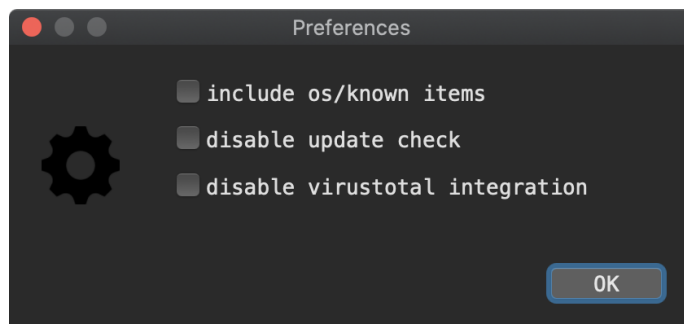 Preferences
include os/known items
disable update check
disable virustotal integration
OK